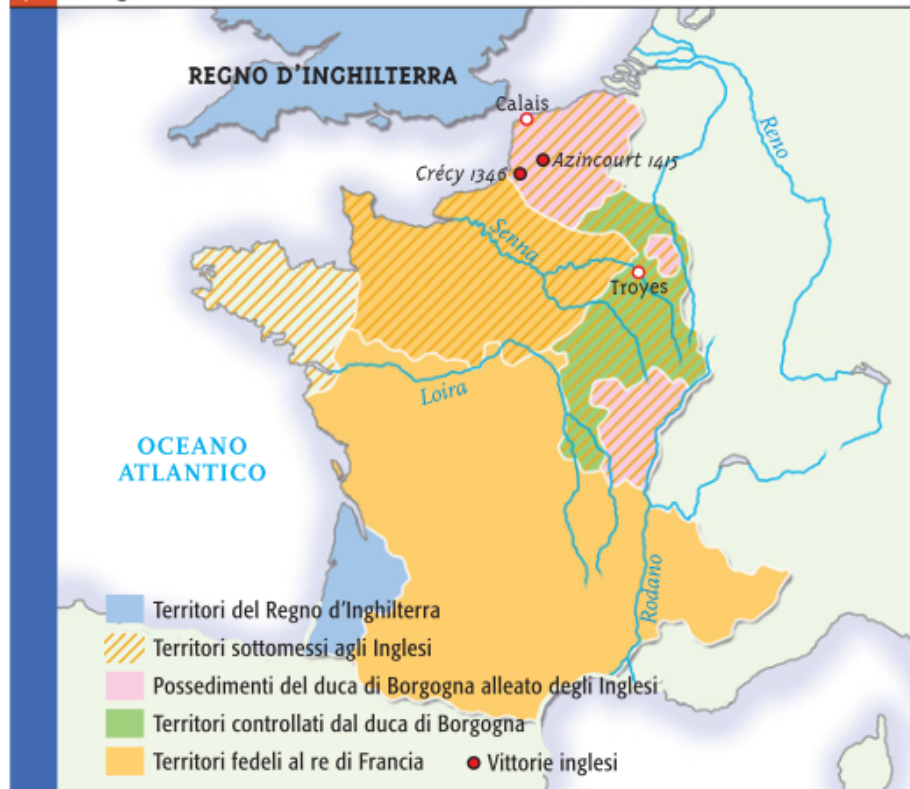 REGNO D'INGHILTERRA
Calais
Reno
Azincourt 1415
Crécy 1346
Senna
Troyes
Loira
OCEANO
ATLANTICO
Rodano
Territori del Regno d'Inghilterra
Territori sottomessi agli Inglesi
Possedimenti del duca di Borgogna alleato degli Inglesi
Territori controllati dal duca di Borgogna
Territori fedeli al re di Francia
Vittorie inglesi